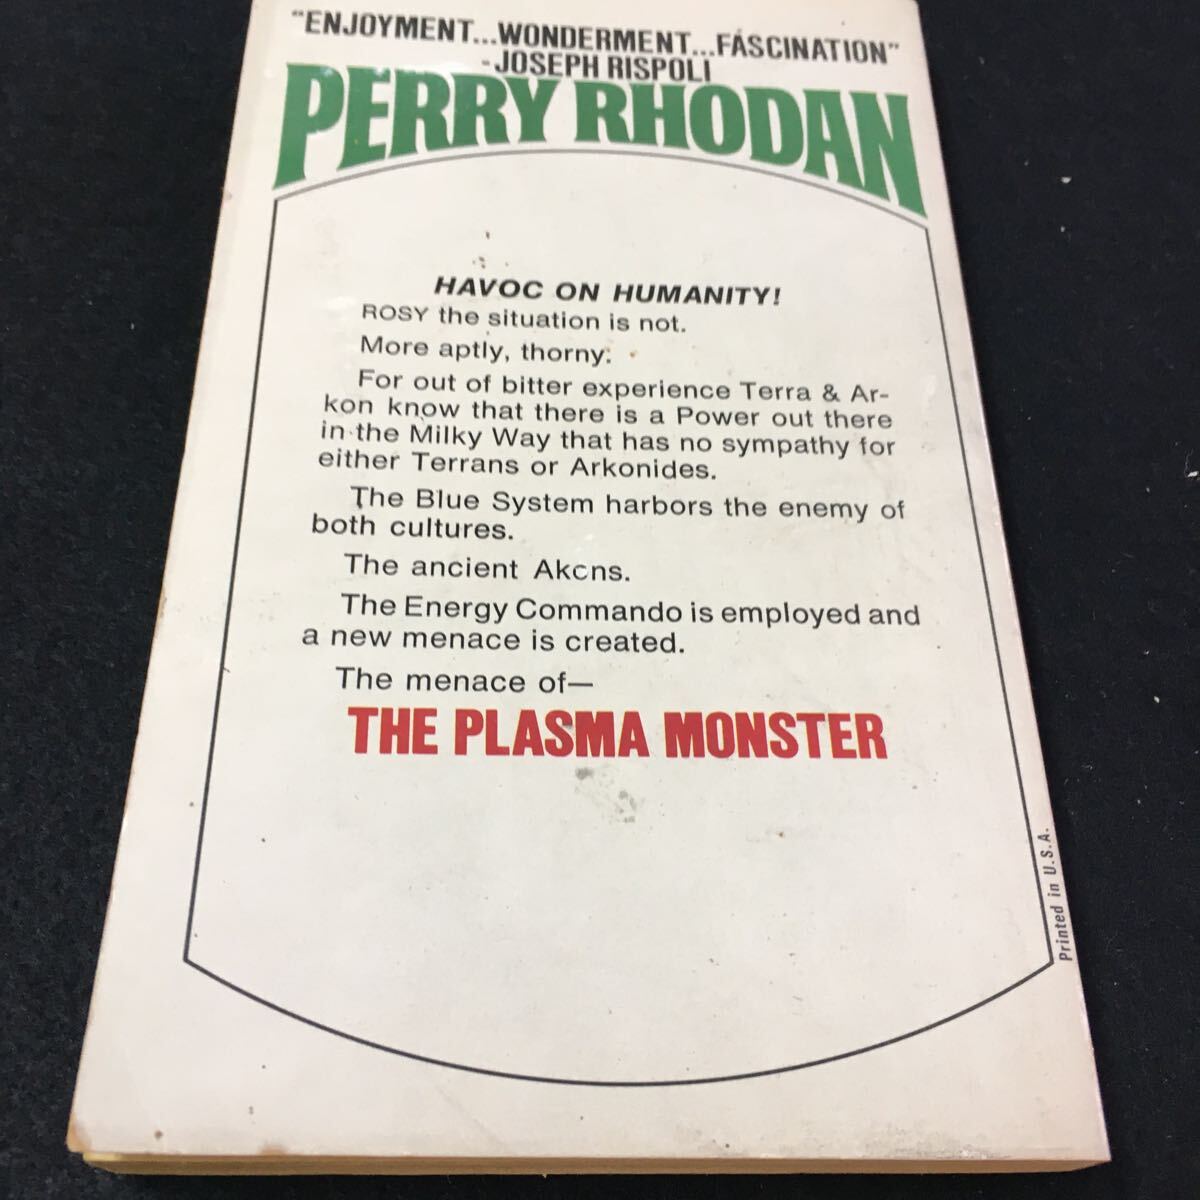 "ENJOYMENT...WONDERMENT...FASCINATION"
-JOSEPH RISPOLI
PERRY RHODAN
HAVOC ON HUMANITY!
ROSY the situation is not.
More aptly, thorny.
For out of bitter experience Terra & Ar-
kon know that there is a Power out there
in the Milky Way that has no sympathy for
either Terrans or Arkonides.
The Blue System harbors the enemy of
both cultures.
The ancient Akcns.
The Energy Commando is employed and
a new menace is created.
The menace of—
THE PLASMA MONSTER
Printed in U.S.A.